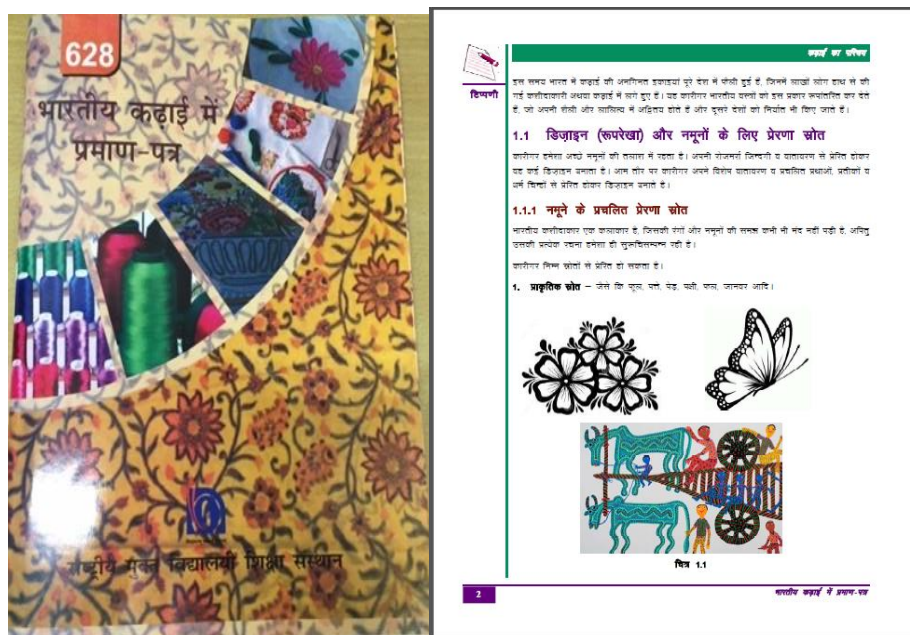 628
भारतीय कढ़ाई में
प्रमाण-पत्र
राष्ट्रीय मुक्त विद्यालयी शिक्षा संस्थान
कढ़ाई का परिचय
टिप्पणी
इस समय भारत में कढ़ाई की अनगिनत इकाइयां पूरे देश में फैली हुई हैं, जिनमें लाखों लोग हाथ से की
गई कशीदाकारी अथवा कढ़ाई में लगे हुए हैं। यह कारीगर भारतीय वस्त्रों को इस प्रकार रूपांतरित कर देते
हैं, जो अपनी शैली और लालित्य में अद्वितीय होते हैं और दूसरे देशों को निर्यात भी किए जाते हैं।
1.1 डिज़ाइन (रूपरेखा) और नमूनों के लिए प्रेरणा स्रोत
कारीगर हमेशा अच्छे नमूनों की तलाश में रहता है। अपनी रोजमर्रा जिन्दगी व वातावरण से प्रेरित होकर
वह कई डिज़ाइन बनाता है। आम तौर पर कारीगर अपने विशेष वातावरण व प्रचलित प्रथाओं, प्रतीकों व
धर्म चिन्हों से प्रेरित होकर डिज़ाइन बनाते है।
1.1.1 नमूने के प्रचलित प्रेरणा स्रोत
भारतीय कशीदाकार एक कलाकार है, जिसकी रंगों और नमूनों की समझ कभी भी मंद नहीं पड़ी है, अपितु
उसकी प्रत्येक रचना हमेशा ही सुरूचिसम्पन्न रही है।
कारीगर निम्न स्रोतों से प्रेरित हो सकता है।
1. प्राकृतिक स्रोत – जैसे कि फूल, पत्ते, पेड़, पक्षी, फल, जानवर आदि।
चित्र 1.1
2
भारतीय कढ़ाई में प्रमाण-पत्र